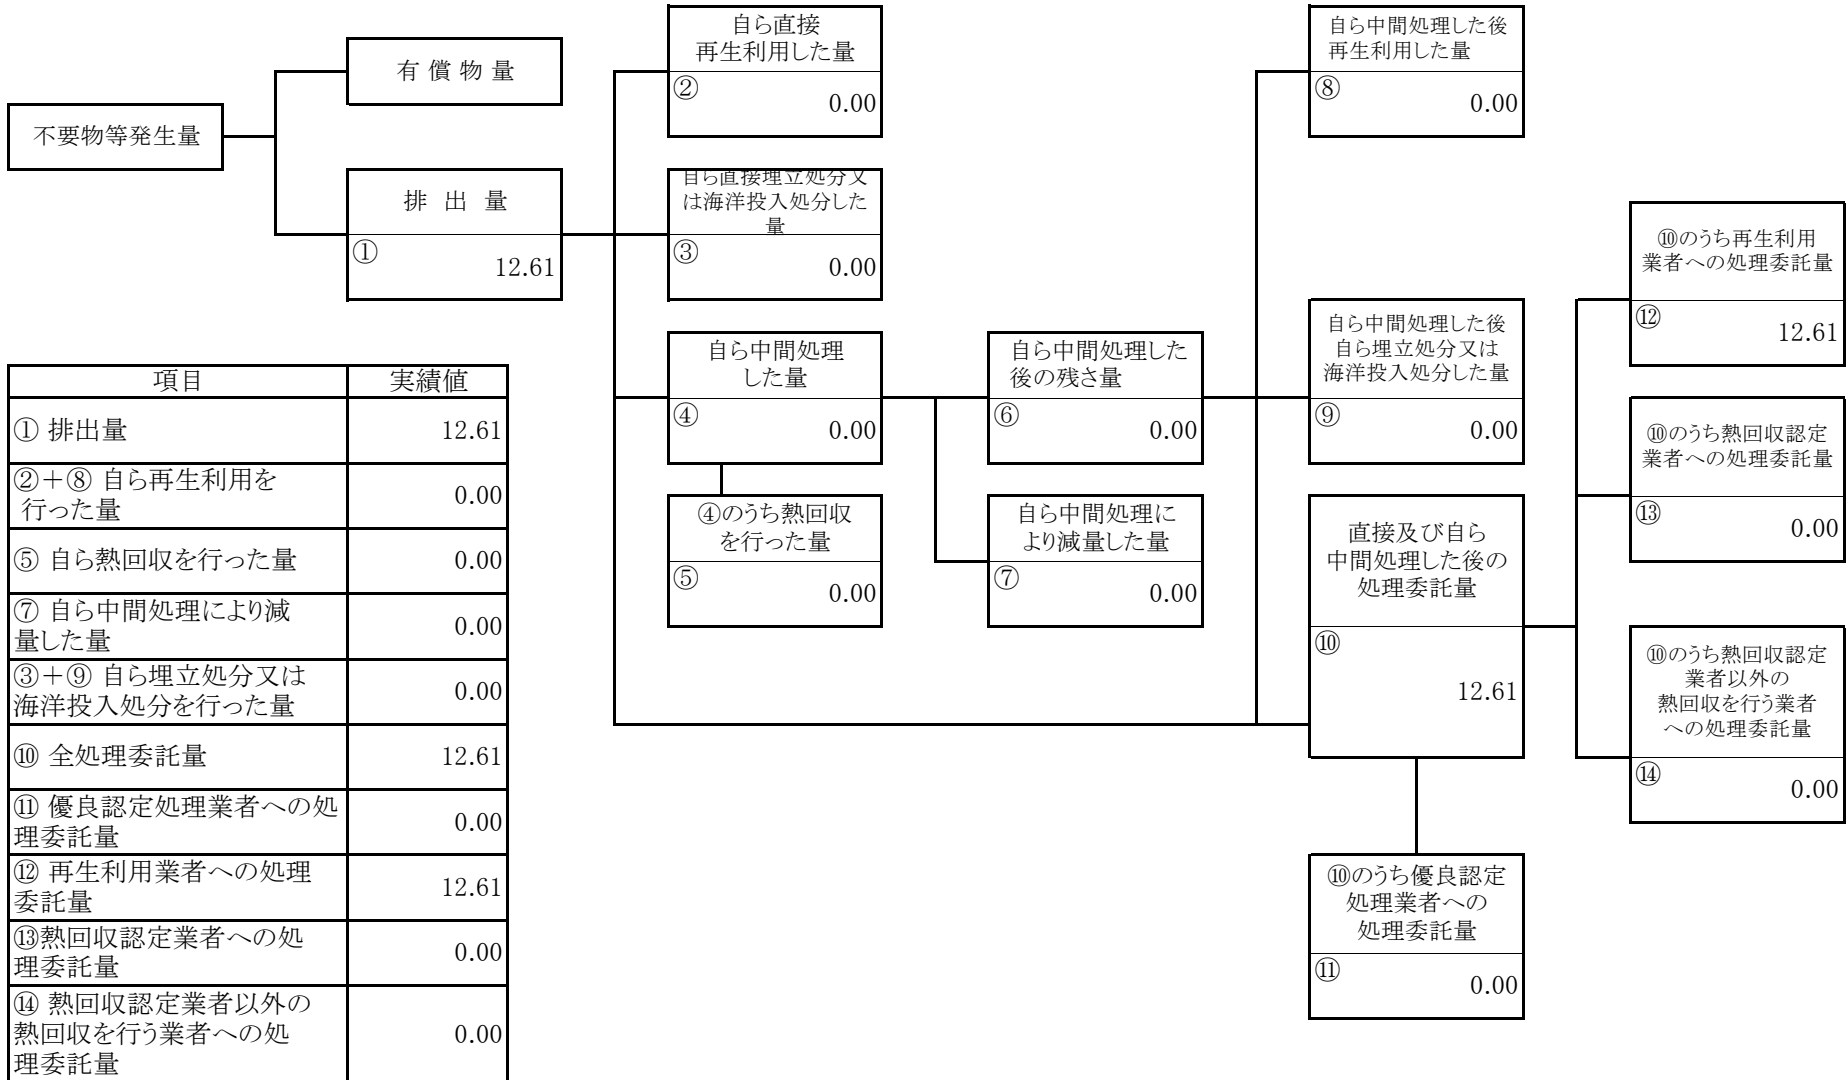 不要物等発生量
有 償 物 量
排 出 量
①
12.61
自ら直接
再生利用した量
②
0.00
自ら直接埋立処分又
は海洋投入処分した
量
③
0.00
自ら中間処理
した量
④
0.00
④のうち熱回収
を行った量
⑤
0.00
自ら中間処理した
後の残さ量
⑥
0.00
自ら中間処理に
より減量した量
⑦
0.00
自ら中間処理した後
再生利用した量
⑧
0.00
自ら中間処理した後
自ら埋立処分又は
海洋投入処分した量
⑨
0.00
直接及び自ら
中間処理した後の
処理委託量
⑩
12.61
⑩のうち優良認定
処理業者への
処理委託量
⑪
0.00
⑩のうち再生利用
業者への処理委託量
⑫
12.61
⑩のうち熱回収認定
業者への処理委託量
⑬
0.00
⑩のうち熱回収認定
業者以外の
熱回収を行う業者
への処理委託量
⑭
0.00
項目 実績値
① 排出量 12.61
②＋⑧ 自ら再生利用を
行った量 0.00
⑤ 自ら熱回収を行った量 0.00
⑦ 自ら中間処理により減
量した量 0.00
③＋⑨ 自ら埋立処分又は
海洋投入処分を行った量 0.00
⑩ 全処理委託量 12.61
⑪ 優良認定処理業者への処
理委託量 0.00
⑫ 再生利用業者への処理
委託量 12.61
⑬熱回収認定業者への処
理委託量 0.00
⑭ 熱回収認定業者以外の
熱回収を行う業者への処
理委託量 0.00